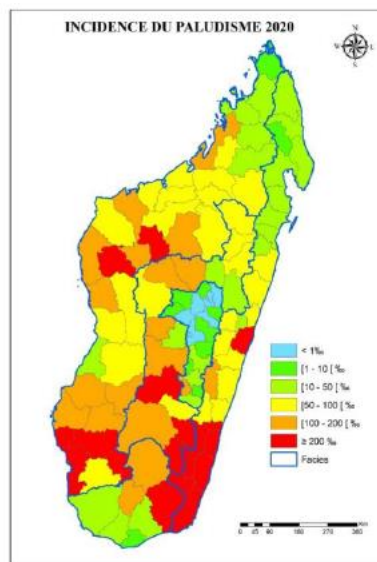 INCIDENCE DU PALUDISME 2020
N
W
E
S
< 1‰
[1 - 10 [ ‰
[10 - 50 [ ‰
[50 - 100 [ ‰
[100 - 200 [ ‰
≥ 200 ‰
Facies
0 45 90 180 270 360